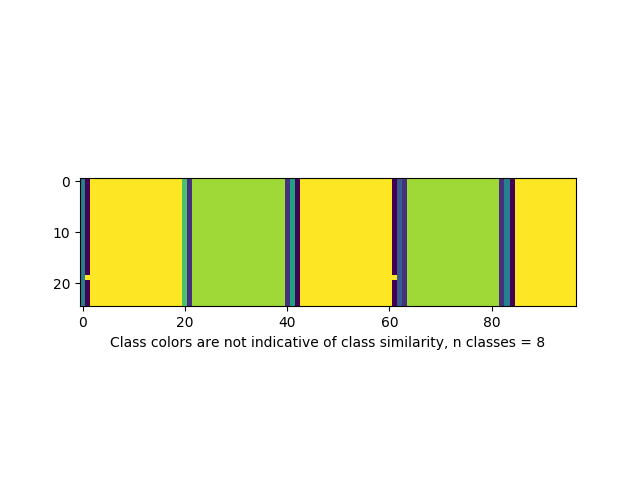 0
10
20
0 20 40 60 80
Class colors are not indicative of class similarity, n classes = 8